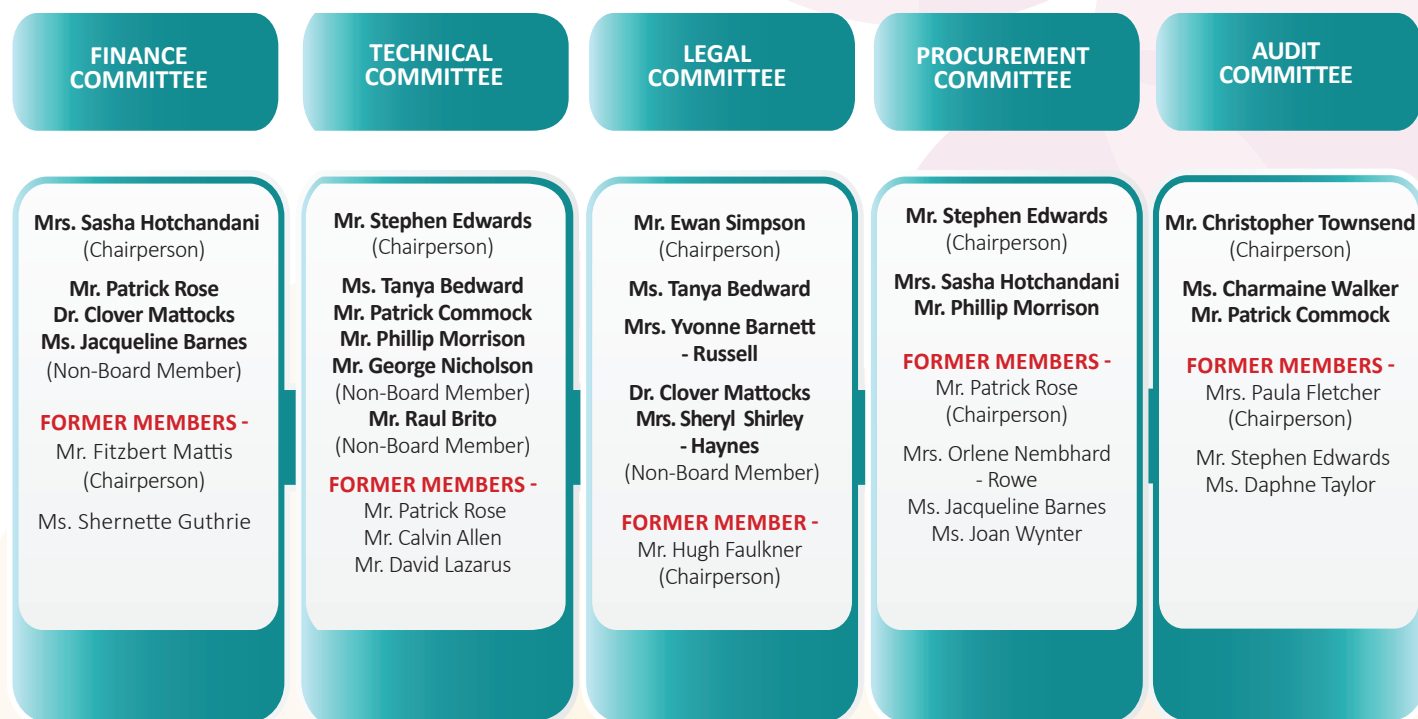 FINANCE
COMMITTEE
Mrs. Sasha Hotchandani
(Chairperson)
Mr. Patrick Rose
Dr. Clover Mattocks
Ms. Jacqueline Barnes
(Non-Board Member)
FORMER MEMBERS -
Mr. Fitzbert Mattis
(Chairperson)
Ms. Shernette Guthrie
TECHNICAL
COMMITTEE
Mr. Stephen Edwards
(Chairperson)
Ms. Tanya Bedward
Mr. Patrick Commock
Mr. Phillip Morrison
Mr. George Nicholson
(Non-Board Member)
Mr. Raul Brito
(Non-Board Member)
FORMER MEMBERS -
Mr. Patrick Rose
Mr. Calvin Allen
Mr. David Lazarus
LEGAL
COMMITTEE
Mr. Ewan Simpson
(Chairperson)
Ms. Tanya Bedward
Mrs. Yvonne Barnett
- Russell
Dr. Clover Mattocks
Mrs. Sheryl Shirley
- Haynes
(Non-Board Member)
FORMER MEMBER -
Mr. Hugh Faulkner
(Chairperson)
PROCUREMENT
COMMITTEE
Mr. Stephen Edwards
(Chairperson)
Mrs. Sasha Hotchandani
Mr. Phillip Morrison
FORMER MEMBERS -
Mr. Patrick Rose
(Chairperson)
Mrs. Orlene Nembhard
- Rowe
Ms. Jacqueline Barnes
Ms. Joan Wynter
AUDIT
COMMITTEE
Mr. Christopher Townsend
(Chairperson)
Ms. Charmaine Walker
Mr. Patrick Commock
FORMER MEMBERS -
Mrs. Paula Fletcher
(Chairperson)
Mr. Stephen Edwards
Ms. Daphne Taylor